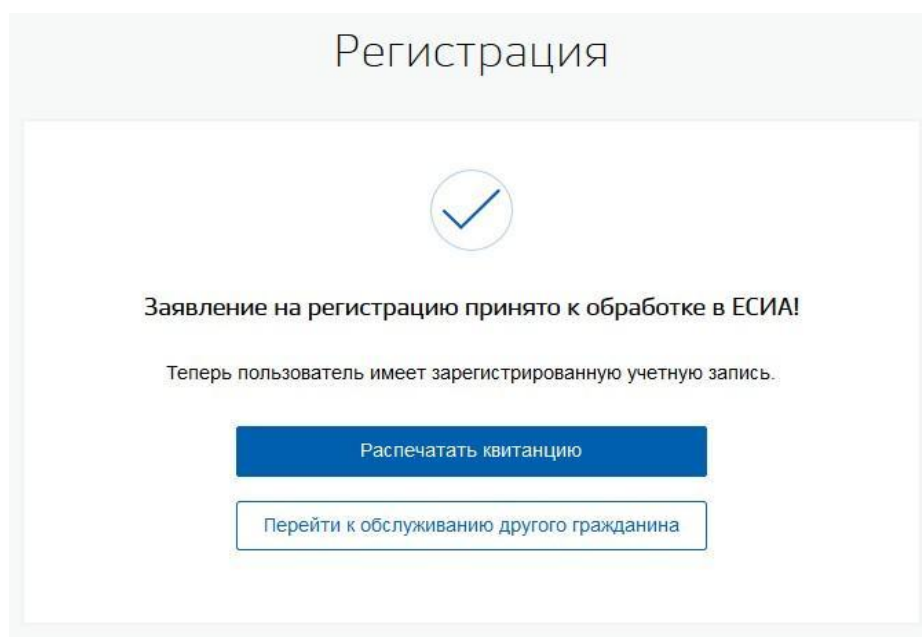 Регистрация
Заявление на регистрацию принято к обработке в ЕСИА!
Теперь пользователь имеет зарегистрированную учетную запись.
Распечатать квитанцию
Перейти к обслуживанию другого гражданина